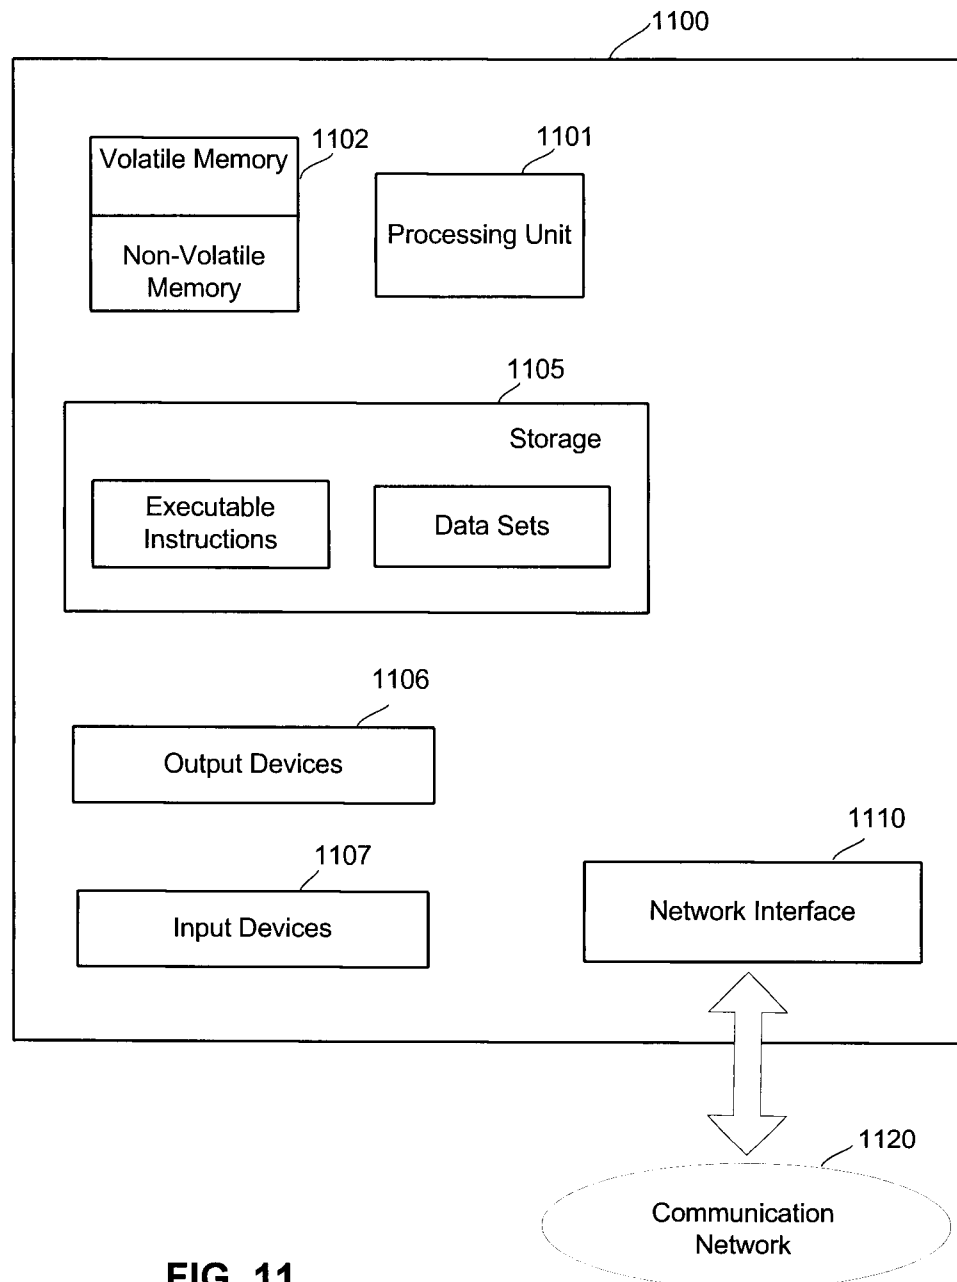 1100
1102
1101
Volatile Memory
Non-Volatile
Memory
Processing Unit
1105
Storage
Executable
Instructions
Data Sets
1106
Output Devices
1107
Input Devices
1110
Network Interface
1120
Communication
Network
FIG. 11